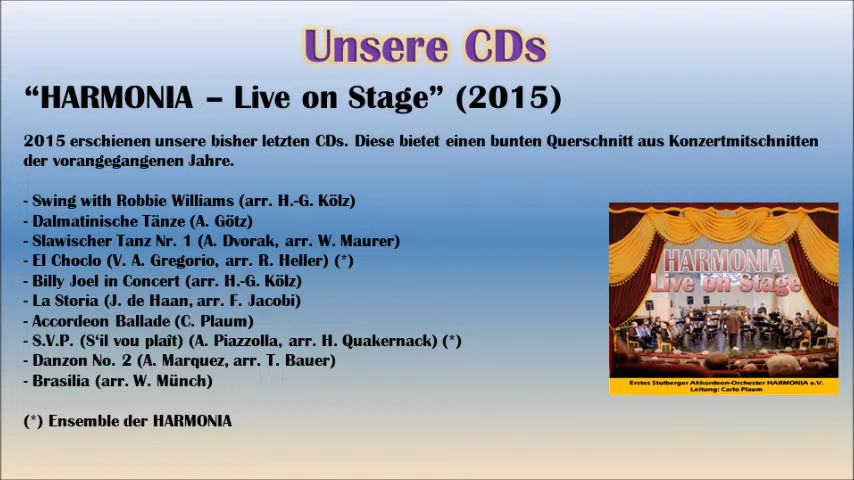 Unsere CDs
“HARMONIA – Live on Stage” (2015)
2015 erschienen unsere bisher letzten CDs. Diese bietet einen bunten Querschnitt aus Konzertmitschnitten
der vorangegangenen Jahre.
- Swing with Robbie Williams (arr. H.-G. Kölz)
- Dalmatinische Tänze (A. Götz)
- Slawischer Tanz Nr. 1 (A. Dvorak, arr. W. Maurer)
- El Choclo (V. A. Gregorio, arr. R. Heller) (*)
- Billy Joel in Concert (arr. H.-G. Kölz)
- La Storia (J. de Haan, arr. F. Jacobi)
- Accordeon Ballade (C. Plaum)
- S.V.P. (S‘il vou plaît) (A. Piazzolla, arr. H. Quakernack) (*)
- Danzon No. 2 (A. Marquez, arr. T. Bauer)
- Brasilia (arr. W. Münch)
(*) Ensemble der HARMONIA
HARMONIA
Live on Stage
Erstes Stolberger Akkordeon-Orchester HARMONIA e.V.
Leitung: Carlo Plaum